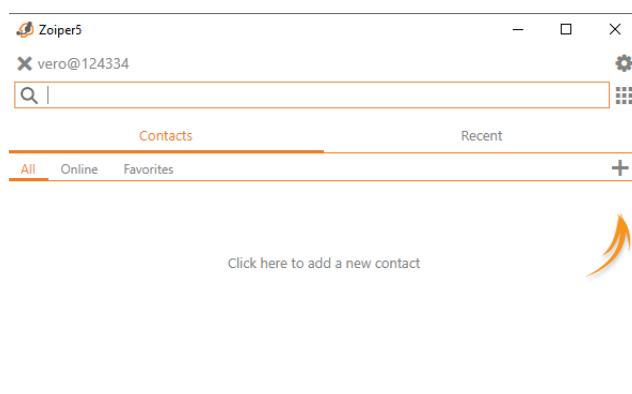 Zoiper5
vero@124334
Contacts Recent
All Online Favorites
Click here to add a new contact